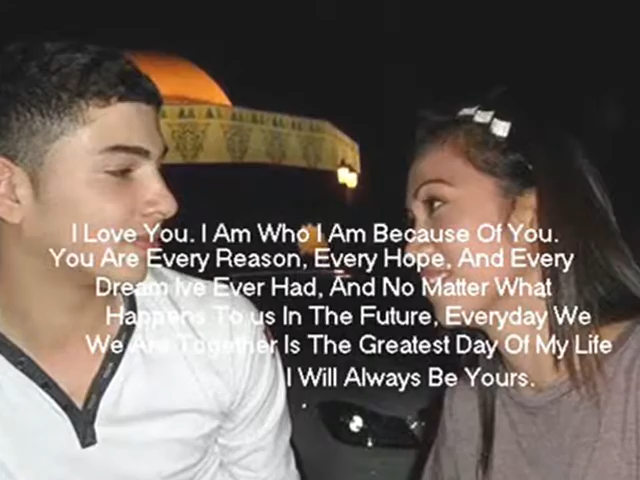 I Love You. I Am Who I Am Because Of You.
You Are Every Reason, Every Hope, And Every
Dream Ive Ever Had, And No Matter What
Happens To us In The Future, Everyday We
We Are Together Is The Greatest Day Of My Life
I Will Always Be Yours.